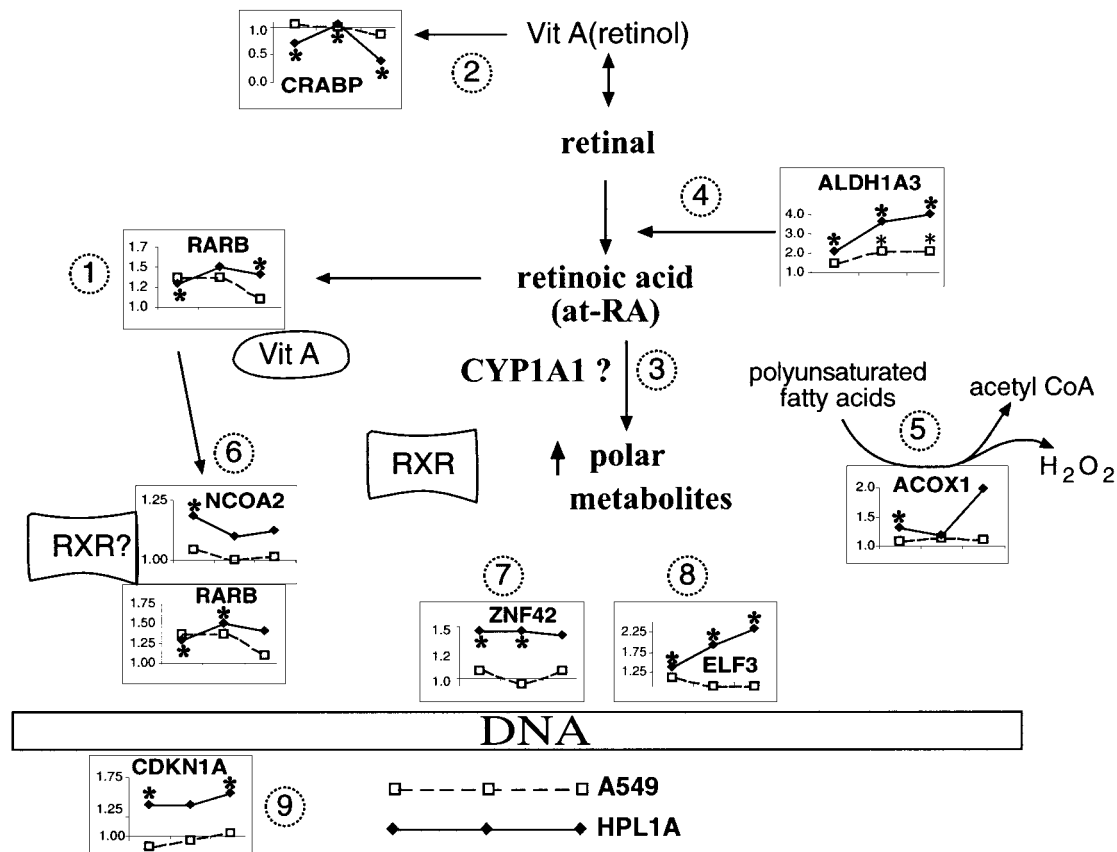 1.0
0.5
0.0
*
*
*
CRABP
2
Vit A(retinol)
retinal
4
ALDH1A3
4.0
3.0
2.0
1.0
*
*
*
*
*
1
RARB
1.7
1.5
1.2
1.0
*
*
retinoic acid
(at-RA)
Vit A
CYP1A1 ?
3
polyunsaturated
fatty acids
acetyl CoA
5
H2O2
6
RXR
polar
metabolites
ACOX1
2.0
1.5
1.0
*
NCOA2
1.25
1.00
*
RXR?
RARB
1.75
1.50
1.25
1.00
*
*
7
ZNF42
1.5
1.2
1.0
*
*
8
2.25
1.75
1.25
*
*
*
ELF3
DNA
CDKN1A
1.75
1.25
1.00
*
*
9
A549
HPL1A